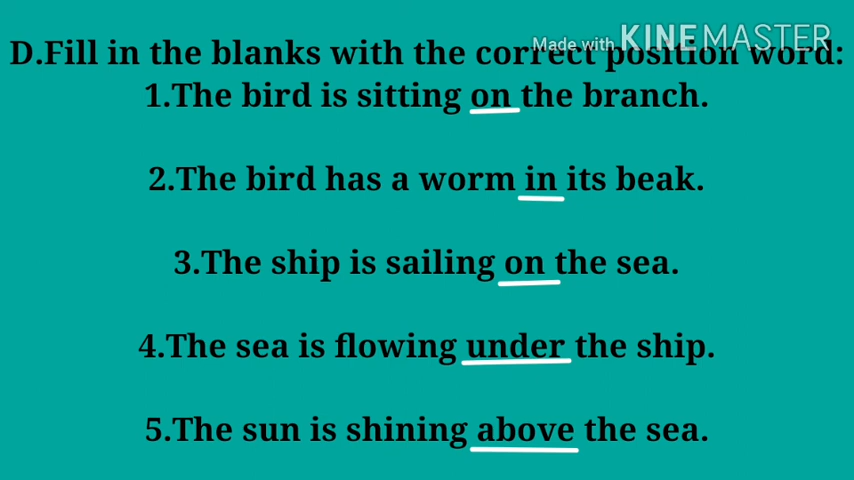 Made with KINEMASTER
D.Fill in the blanks with the correct position word:
1.The bird is sitting on the branch.
2.The bird has a worm in its beak.
3.The ship is sailing on the sea.
4.The sea is flowing under the ship.
5.The sun is shining above the sea.